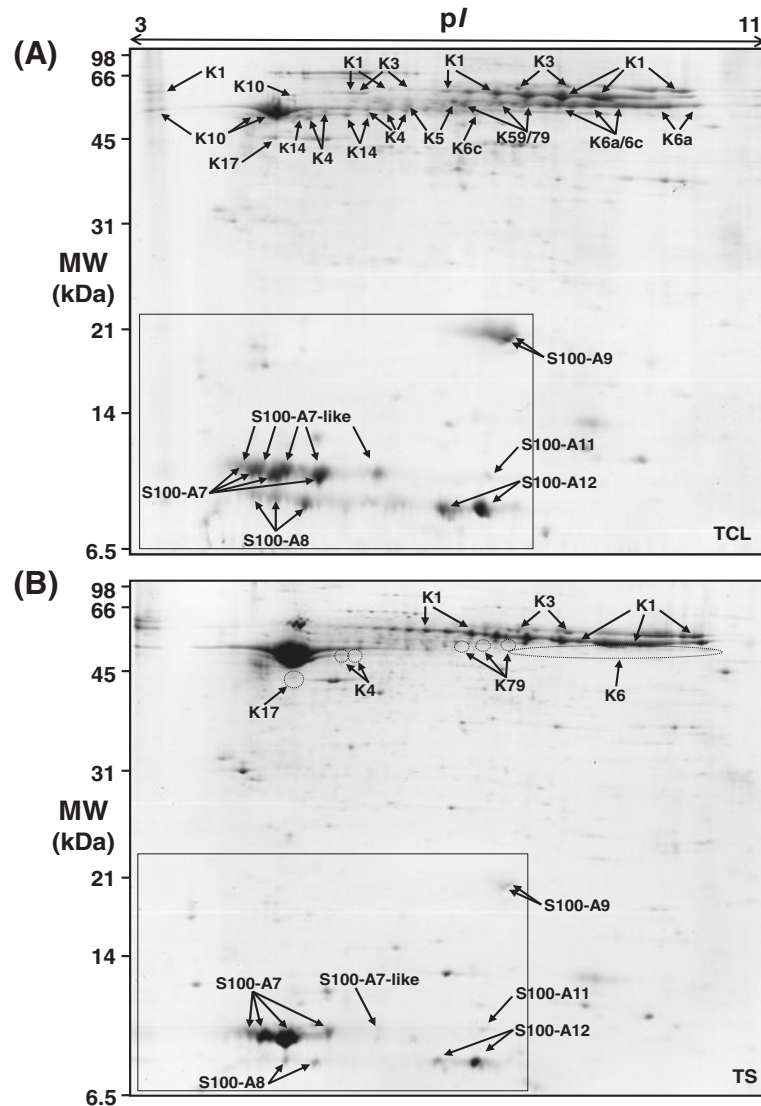 3 pI 11
(A)
98
66
K1 K1 K3 K1 K3 K1
K10
K10 K14 K4 K14 K4 K5 K59/79 K6a/6c K6a
K17 K6c
45
31
MW
(kDa)
21
S100-A9
14
S100-A7-like
S100-A11
S100-A7 S100-A12
S100-A8
6.5 TCL
(B)
98
66
K1 K3 K1
45
K4 K79 K6
K17
31
MW
(kDa)
21
S100-A9
14
S100-A7 S100-A7-like
S100-A11
S100-A12
S100-A8
6.5 TS